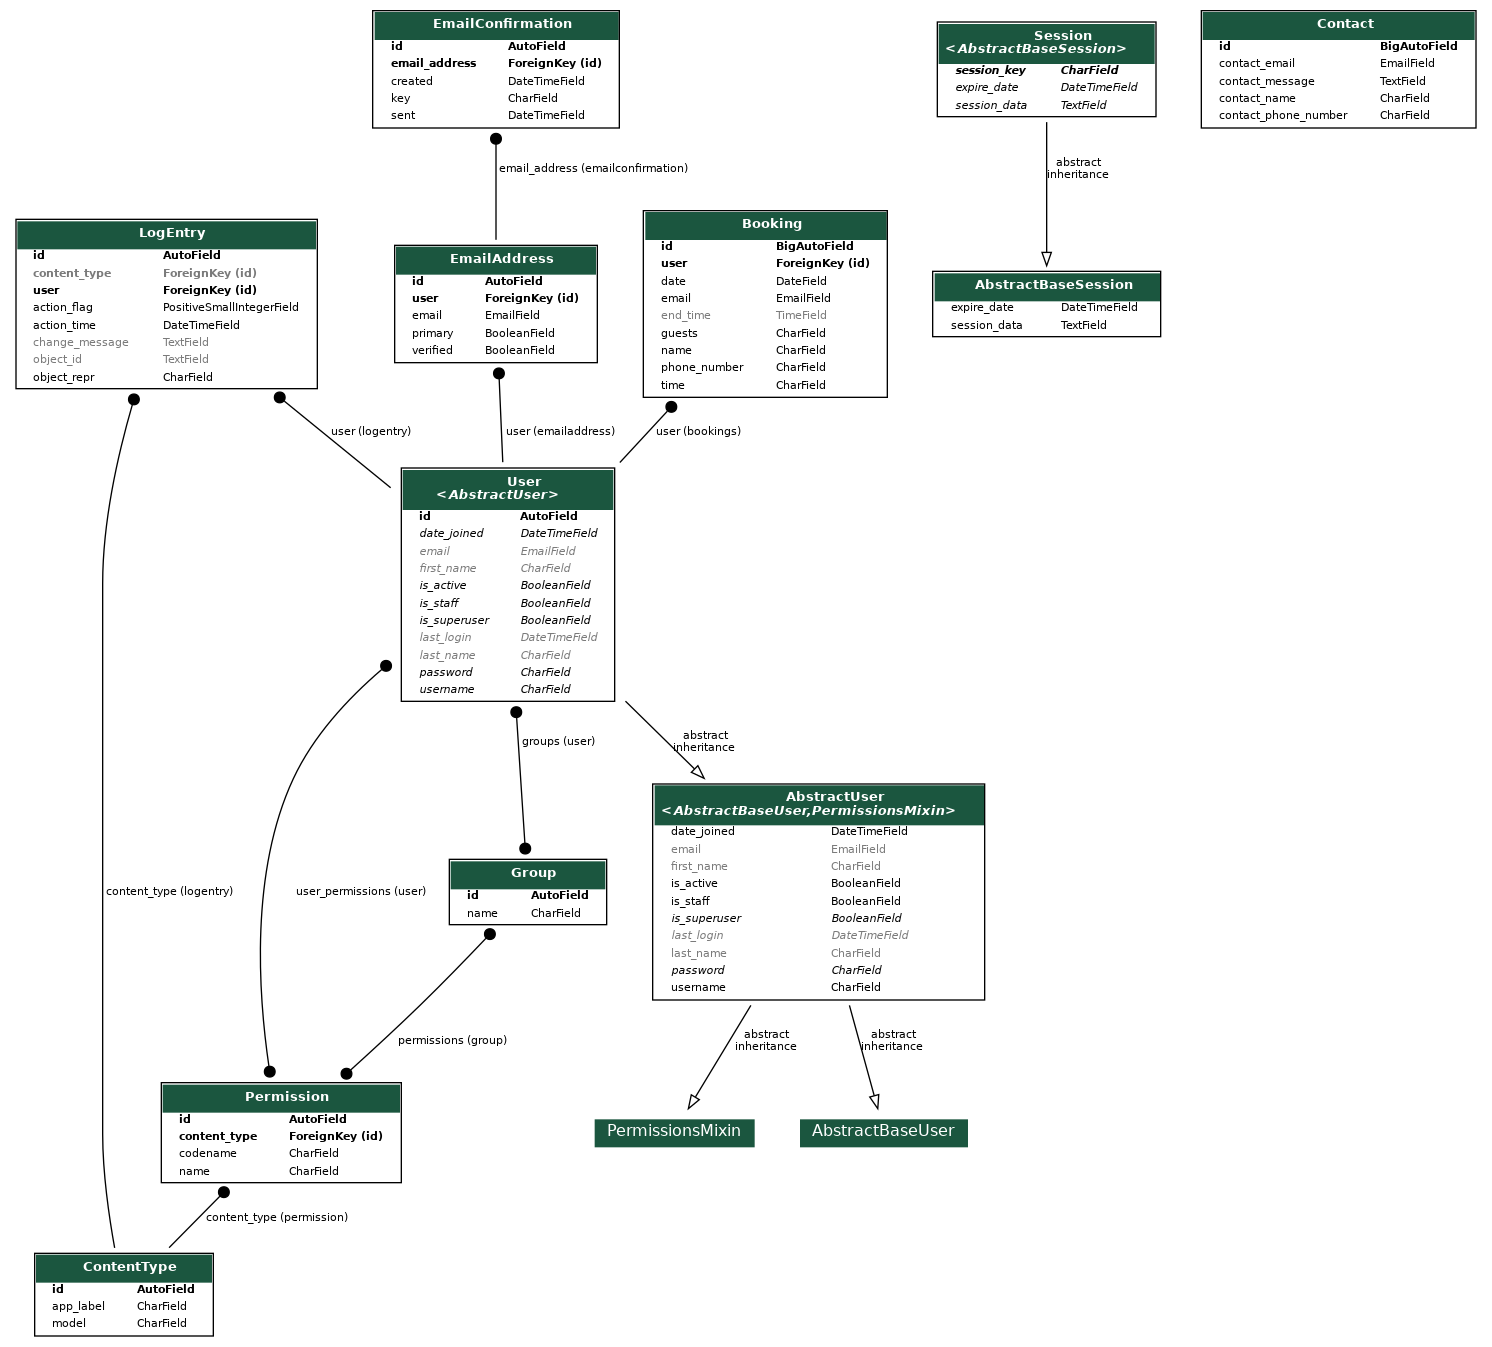 EmailConfirmation
id AutoField
email_address ForeignKey (id)
created DateTimeField
key CharField
sent DateTimeField
Session
<AbstractBaseSession>
session_key CharField
expire_date DateTimeField
session_data TextField
Contact
id BigAutoField
contact_email EmailField
contact_message TextField
contact_name CharField
contact_phone_number CharField
email_address (emailconfirmation)
abstract
inheritance
LogEntry
id AutoField
content_type ForeignKey (id)
user ForeignKey (id)
action_flag PositiveSmallIntegerField
action_time DateTimeField
change_message TextField
object_id TextField
object_repr CharField
EmailAddress
id AutoField
user ForeignKey (id)
email EmailField
primary BooleanField
verified BooleanField
Booking
id BigAutoField
user ForeignKey (id)
date DateField
email EmailField
end_time TimeField
guests CharField
name CharField
phone_number CharField
time CharField
AbstractBaseSession
expire_date DateTimeField
session_data TextField
user (logentry)
user (emailaddress)
user (bookings)
User
<AbstractUser>
id AutoField
date_joined DateTimeField
email EmailField
first_name CharField
is_active BooleanField
is_staff BooleanField
is_superuser BooleanField
last_login DateTimeField
last_name CharField
password CharField
username CharField
groups (user)
abstract
inheritance
AbstractUser
<AbstractBaseUser,PermissionsMixin>
date_joined DateTimeField
email EmailField
first_name CharField
is_active BooleanField
is_staff BooleanField
is_superuser BooleanField
last_login DateTimeField
last_name CharField
password CharField
username CharField
Group
id AutoField
name CharField
content_type (logentry)
user_permissions (user)
permissions (group)
abstract
inheritance
abstract
inheritance
Permission
id AutoField
content_type ForeignKey (id)
codename CharField
name CharField
PermissionsMixin
AbstractBaseUser
content_type (permission)
ContentType
id AutoField
app_label CharField
model CharField